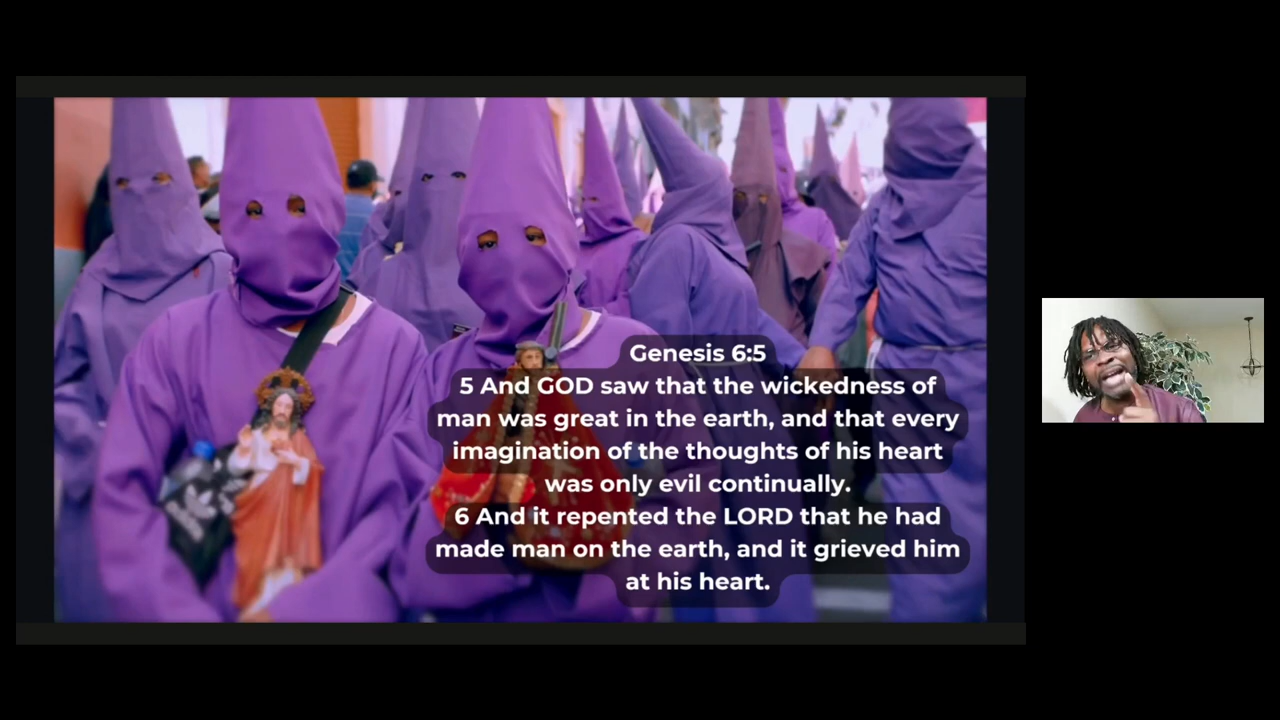 Genesis 6:5
5 And GOD saw that the wickedness of
man was great in the earth, and that every
imagination of the thoughts of his heart
was only evil continually.
6 And it repented the LORD that he had
made man on the earth, and it grieved him
at his heart.